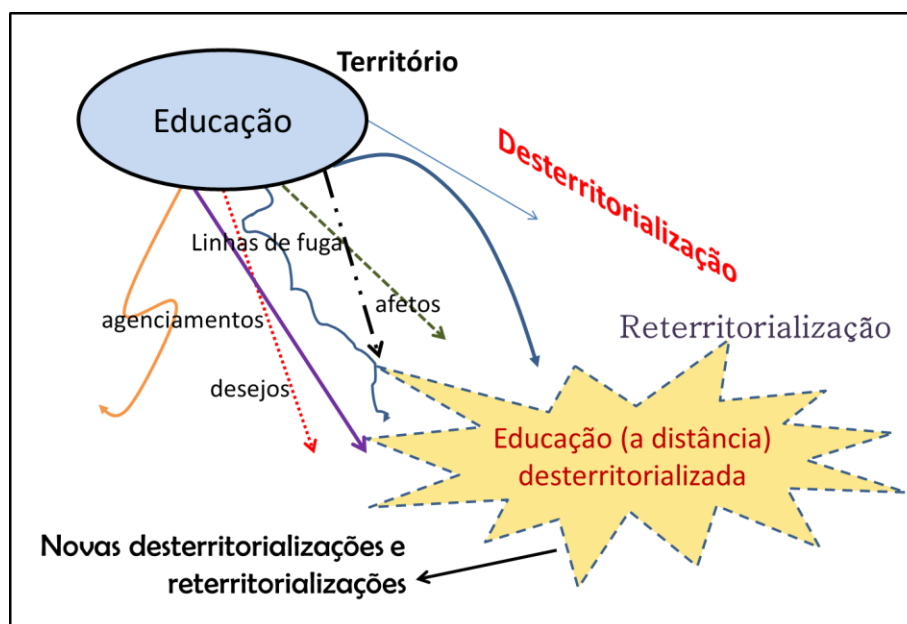 Território
Educação
Desterritorialização
Linhas de fuga
afetos
agenciamentos
Reterritorialização
desejos
Educação (a distância)
desterritorializada
Novas desterritorializações e
reterritorializações